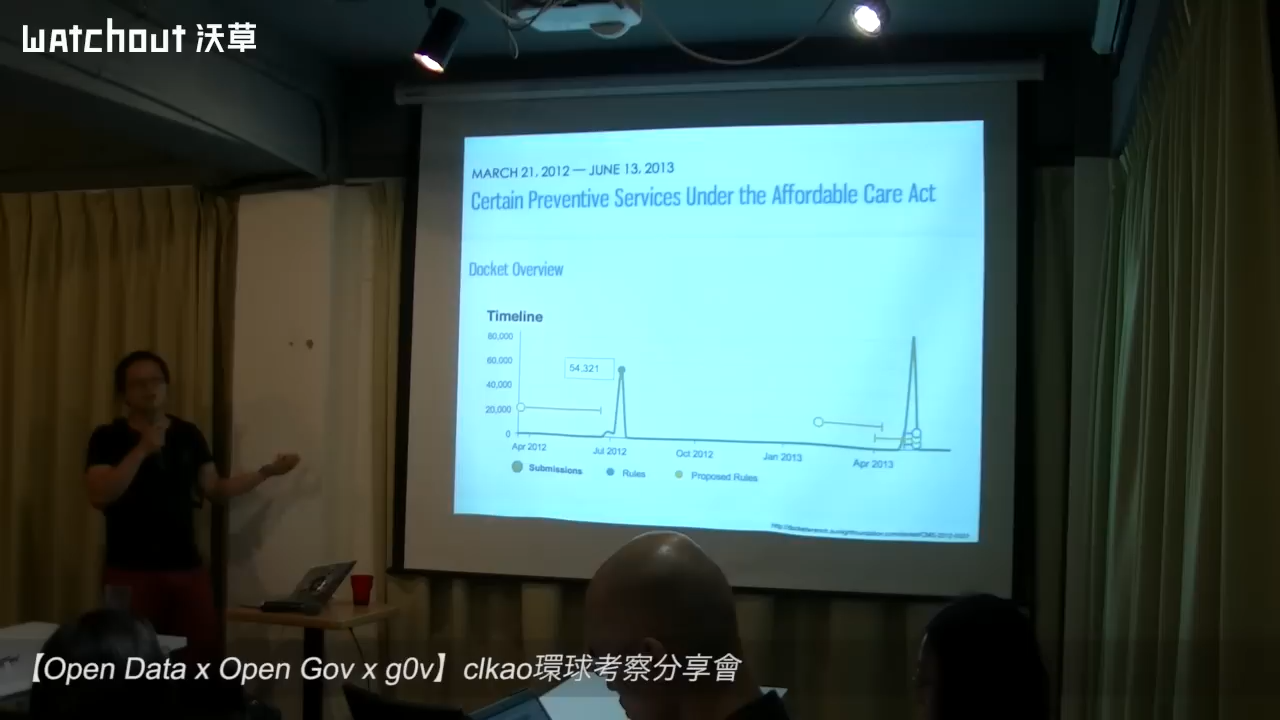 watchout 沃草
MARCH 21, 2012 — JUNE 13, 2013
Certain Preventive Services Under the Affordable Care Act
Docket Overview
Timeline
80,000
60,000
40,000
20,000
0
54,321
Apr 2012
Jul 2012
Oct 2012
Jan 2013
Apr 2013
Submissions
Rules
Proposed Rules
【Open Data x Open Gov x g0v】clkao環球考察分享會